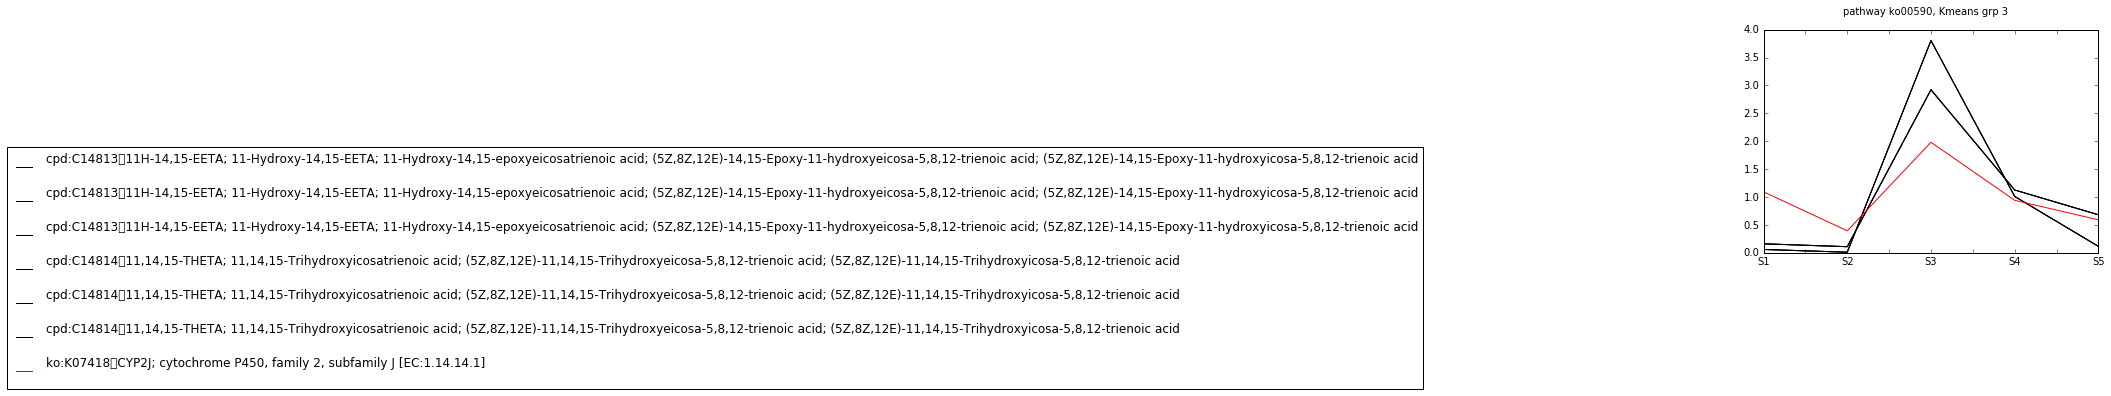 pathway ko00590, Kmeans grp 3
4.0
3.5
3.0
2.5
2.0
1.5
1.0
0.5
0.0
S1 S2 S3 S4 S5
cpd:C14813▯11H-14,15-EETA; 11-Hydroxy-14,15-EETA; 11-Hydroxy-14,15-epoxyeicosatrienoic acid; (5Z,8Z,12E)-14,15-Epoxy-11-hydroxyeicosa-5,8,12-trienoic acid; (5Z,8Z,12E)-14,15-Epoxy-11-hydroxyicosa-5,8,12-trienoic acid
cpd:C14813▯11H-14,15-EETA; 11-Hydroxy-14,15-EETA; 11-Hydroxy-14,15-epoxyeicosatrienoic acid; (5Z,8Z,12E)-14,15-Epoxy-11-hydroxyeicosa-5,8,12-trienoic acid; (5Z,8Z,12E)-14,15-Epoxy-11-hydroxyicosa-5,8,12-trienoic acid
cpd:C14813▯11H-14,15-EETA; 11-Hydroxy-14,15-EETA; 11-Hydroxy-14,15-epoxyeicosatrienoic acid; (5Z,8Z,12E)-14,15-Epoxy-11-hydroxyeicosa-5,8,12-trienoic acid; (5Z,8Z,12E)-14,15-Epoxy-11-hydroxyicosa-5,8,12-trienoic acid
cpd:C14814▯11,14,15-THETA; 11,14,15-Trihydroxyicosatrienoic acid; (5Z,8Z,12E)-11,14,15-Trihydroxyeicosa-5,8,12-trienoic acid; (5Z,8Z,12E)-11,14,15-Trihydroxyicosa-5,8,12-trienoic acid
cpd:C14814▯11,14,15-THETA; 11,14,15-Trihydroxyicosatrienoic acid; (5Z,8Z,12E)-11,14,15-Trihydroxyeicosa-5,8,12-trienoic acid; (5Z,8Z,12E)-11,14,15-Trihydroxyicosa-5,8,12-trienoic acid
cpd:C14814▯11,14,15-THETA; 11,14,15-Trihydroxyicosatrienoic acid; (5Z,8Z,12E)-11,14,15-Trihydroxyeicosa-5,8,12-trienoic acid; (5Z,8Z,12E)-11,14,15-Trihydroxyicosa-5,8,12-trienoic acid
ko:K07418▯CYP2J; cytochrome P450, family 2, subfamily J [EC:1.14.14.1]